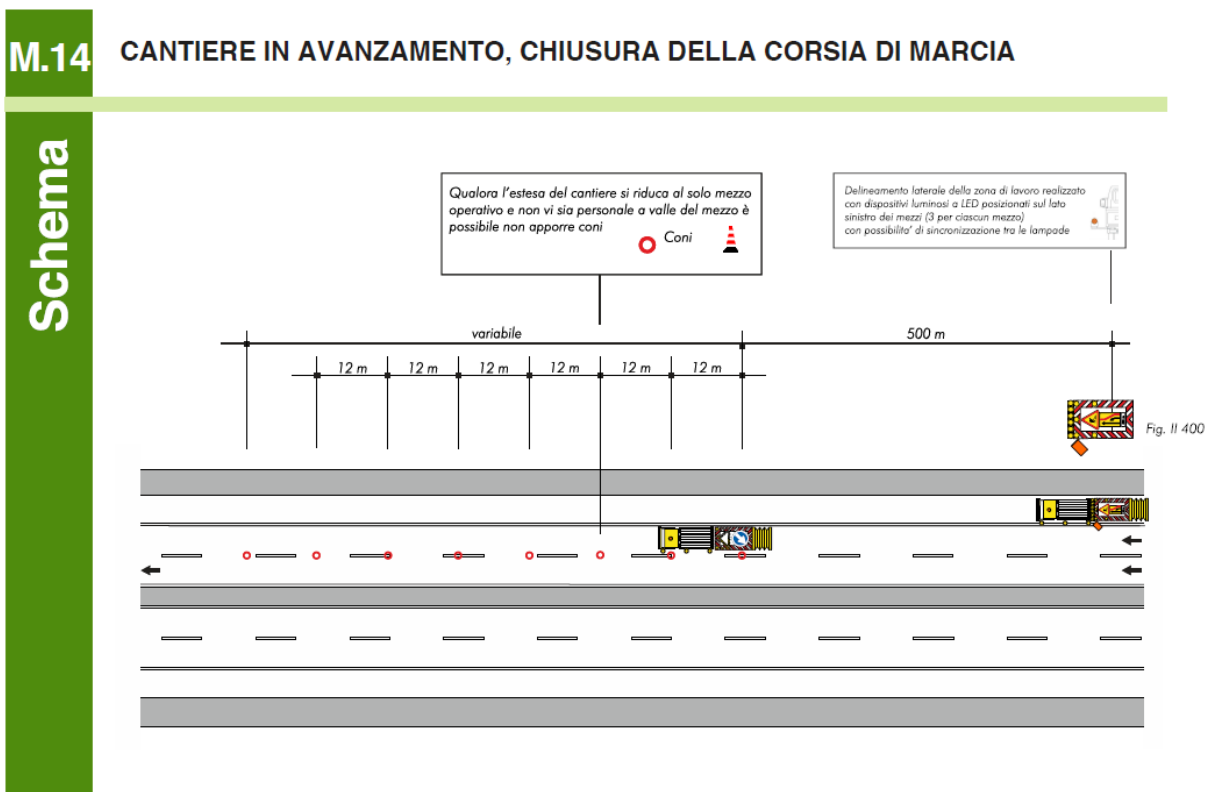 M.14
CANTIERE IN AVANZAMENTO, CHIUSURA DELLA CORSIA DI MARCIA
Schema
Qualora l'estesa del cantiere si riduca al solo mezzo
operativo e non vi sia personale a valle del mezzo è
possibile non apporre coni
Coni
Delineamento laterale della zona di lavoro realizzato
con dispositivi luminosi a LED posizionati sul lato
sinistro dei mezzi (3 per ciascun mezzo)
con possibilita' di sincronizzazione tra le lampade
variabile
500 m
12 m
12 m
12 m
12 m
12 m
12 m
Fig. II 400